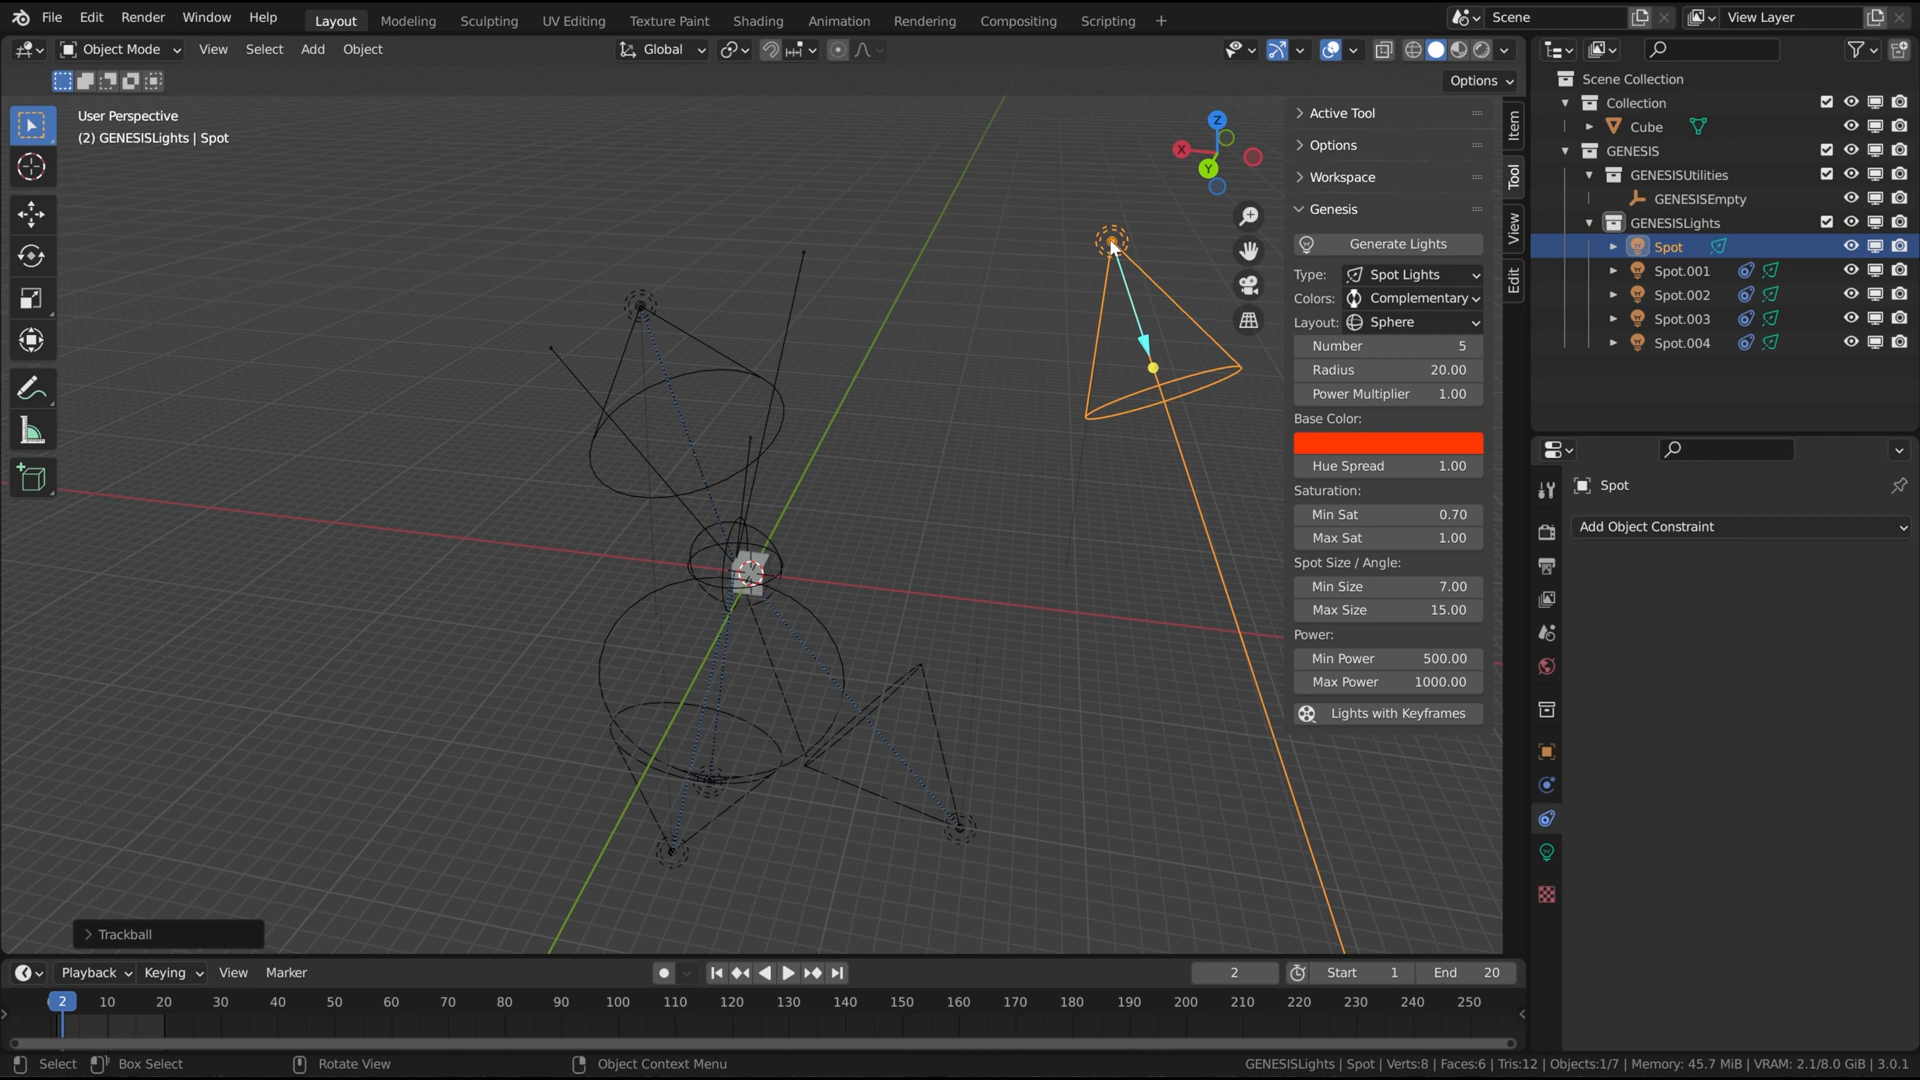 File Edit Render Window Help Layout Modeling Sculpting UV Editing Texture Paint Shading Animation Rendering Compositing Scripting + Scene View Layer
Object Mode View Select Add Object Global
Options
User Perspective
(2) GENESISLights | Spot
Z
X
Y
Active Tool
Options
Workspace
Genesis
Generate Lights
Type: Spot Lights
Colors: Complementary
Layout: Sphere
Number 5
Radius 20.00
Power Multiplier 1.00
Base Color:
Hue Spread 1.00
Saturation:
Min Sat 0.70
Max Sat 1.00
Spot Size / Angle:
Min Size 7.00
Max Size 15.00
Power:
Min Power 500.00
Max Power 1000.00
Lights with Keyframes
Item
Tool
View
Edit
Scene Collection
Collection
Cube
GENESIS
GENESISUtilities
GENESISEmpty
GENESISLights
Spot
Spot.001
Spot.002
Spot.003
Spot.004
Spot
Add Object Constraint
Trackball
Playback Keying View Marker 2 Start 1 End 20
2 10 20 30 40 50 60 70 80 90 100 110 120 130 140 150 160 170 180 190 200 210 220 230 240 250
Select Box Select Rotate View Object Context Menu GENESISLights | Spot | Verts:8 | Faces:6 | Tris:12 | Objects:1/7 | Memory: 45.7 MiB | VRAM: 2.1/8.0 GiB | 3.0.1